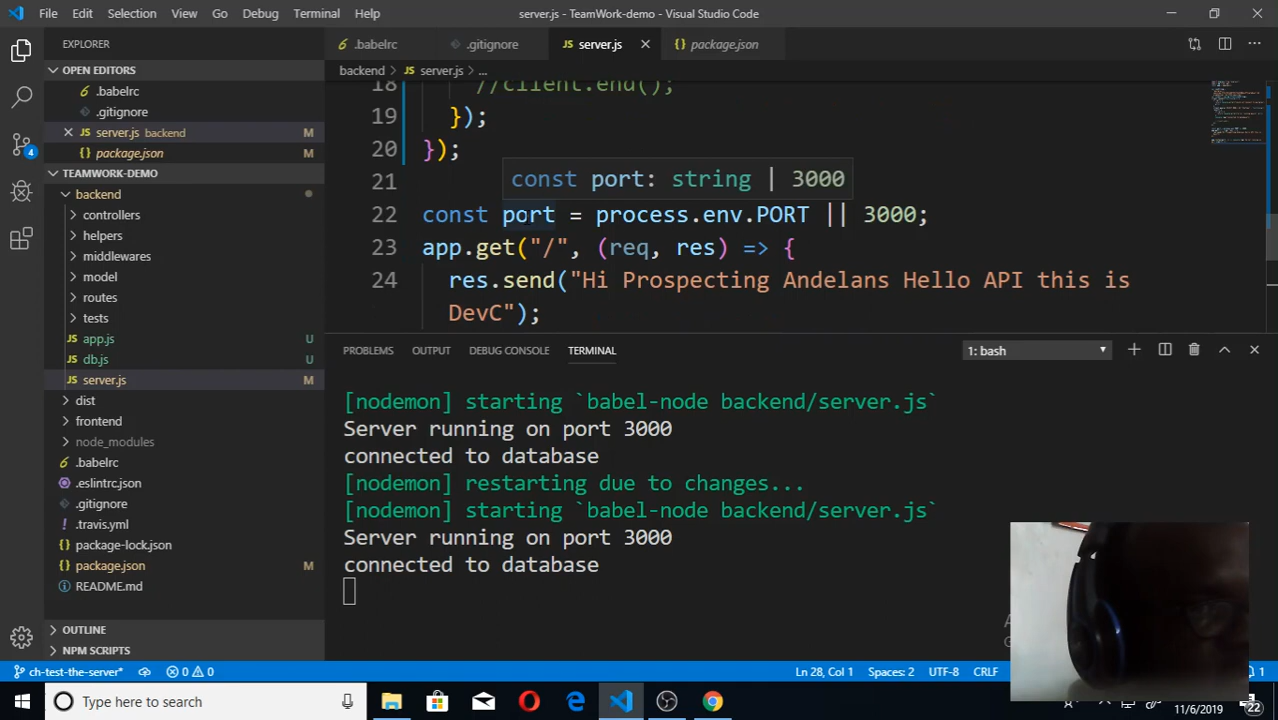 File Edit Selection View Go Debug Terminal Help
server.js - TeamWork-demo - Visual Studio Code
EXPLORER
OPEN EDITORS
.babelrc
.gitignore
server.js backend M
package.json M
TEAMWORK-DEMO
backend
controllers
helpers
middlewares
model
routes
tests
JS app.js U
JS db.js U
JS server.js M
dist
frontend
node_modules
.babelrc
.eslintrc.json
.gitignore
.travis.yml
package-lock.json
package.json M
README.md
OUTLINE
NPM SCRIPTS
.babelrc
.gitignore
JS server.js
package.json
backend > JS server.js > ...
18 //client.end();
19 });
20 });
21
const port: string | 3000
22 const port = process.env.PORT || 3000;
23 app.get("/", (req, res) => {
24 res.send("Hi Prospecting Andelans Hello API this is
DevC");
PROBLEMS OUTPUT DEBUG CONSOLE TERMINAL
1: bash
[nodemon] starting `babel-node backend/server.js`
Server running on port 3000
connected to database
[nodemon] restarting due to changes...
[nodemon] starting `babel-node backend/server.js`
Server running on port 3000
connected to database
ch-test-the-server* 0 0
Ln 28, Col 1 Spaces: 2 UTF-8 CRLF
Type here to search
11/6/2019
22